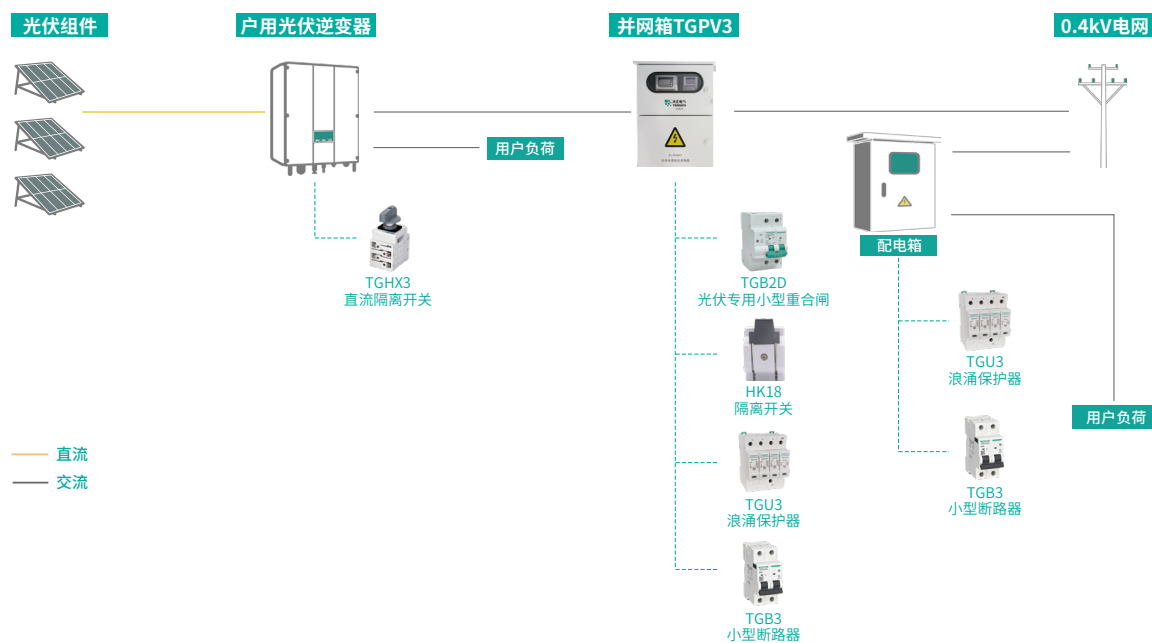 光伏组件
户用光伏逆变器
并网箱TGPV3
0.4kV电网
用户负荷
配电箱
TGHX3
直流隔离开关
TGB2D
光伏专用小型重合闸
HK18
隔离开关
TGU3
浪涌保护器
TGB3
小型断路器
TGU3
浪涌保护器
TGB3
小型断路器
用户负荷
直流
交流